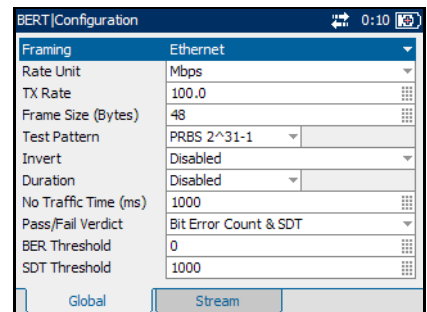 BERT|Configuration 0:10
Framing Ethernet
Rate Unit Mbps
TX Rate 100.0
Frame Size (Bytes) 48
Test Pattern PRBS 2^31-1
Invert Disabled
Duration Disabled
No Traffic Time (ms) 1000
Pass/Fail Verdict Bit Error Count & SDT
BER Threshold 0
SDT Threshold 1000
Global Stream